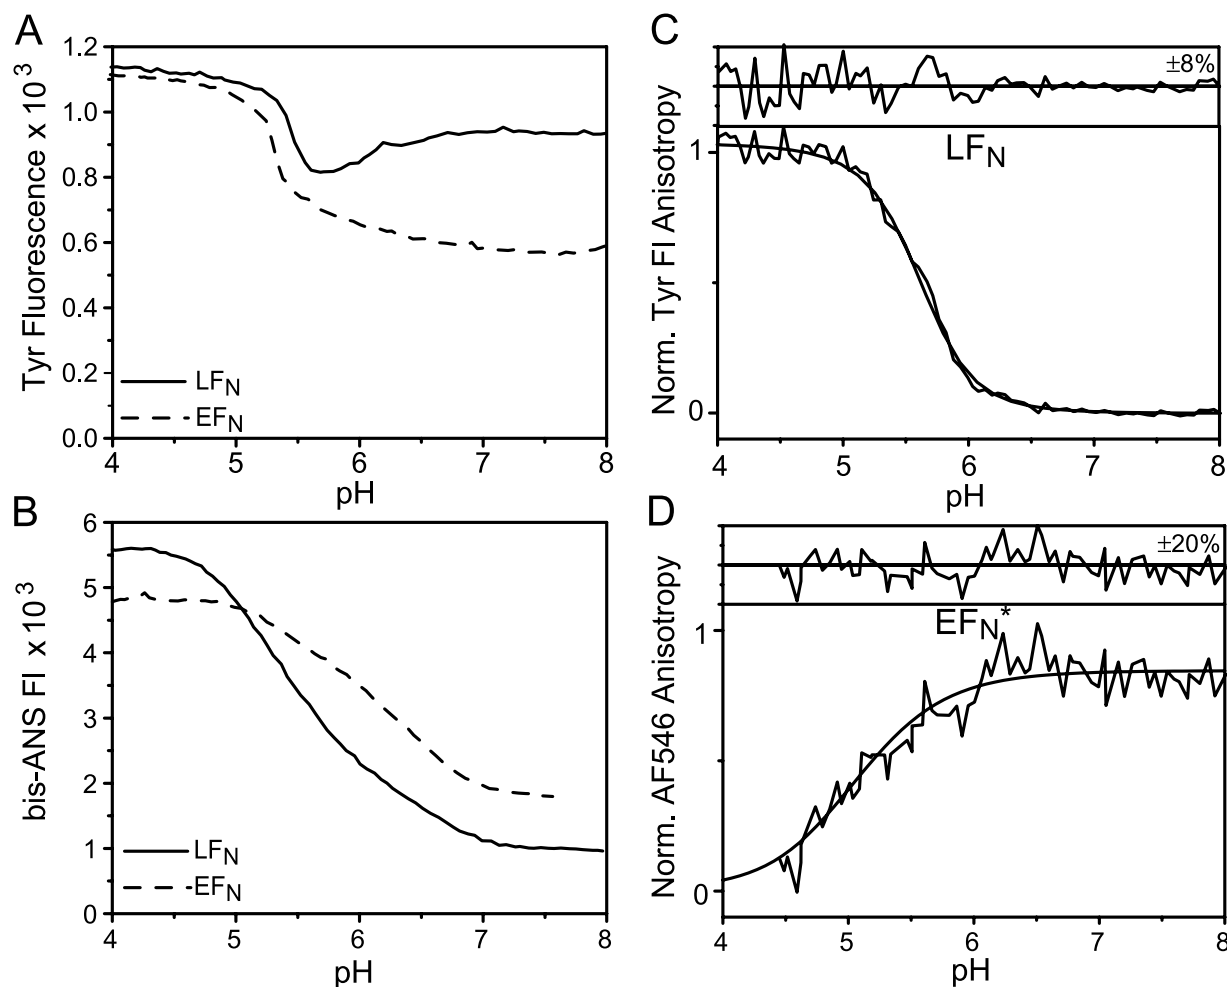 A
1.2
1.0
0.8
0.6
0.4
0.2
0.0
Tyr Fluorescence x 10³
LF_N
EF_N
4 5 6 7 8
pH
B
6
5
4
3
2
1
0
bis-ANS Fl x 10³
LF_N
EF_N
4 5 6 7 8
pH
C
±8%
LF_N
1
0
Norm. Tyr Fl Anisotropy
4 5 6 7 8
pH
D
±20%
EF_N*
1
0
Norm. AF546 Anisotropy
4 5 6 7 8
pH